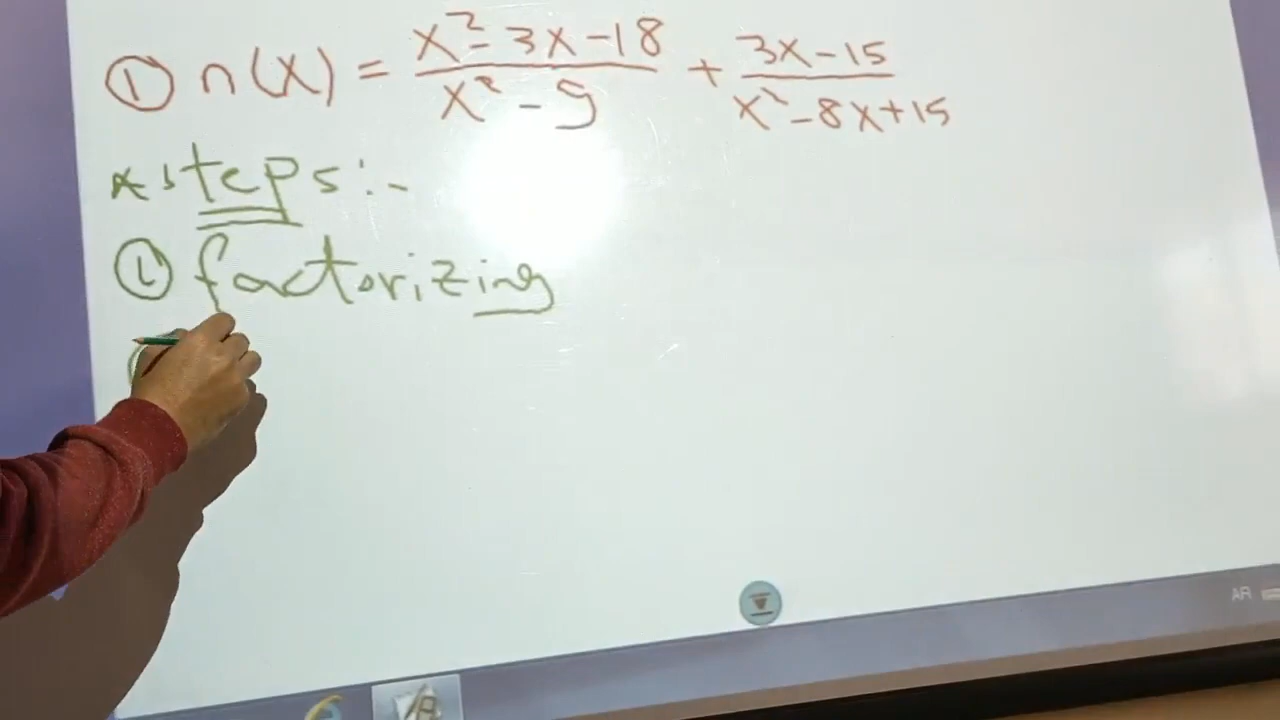 ① n(x) = x² - 3x - 18 / x² - 9 + 3x - 15 / x² - 8x + 15
* steps :-
① factorizing